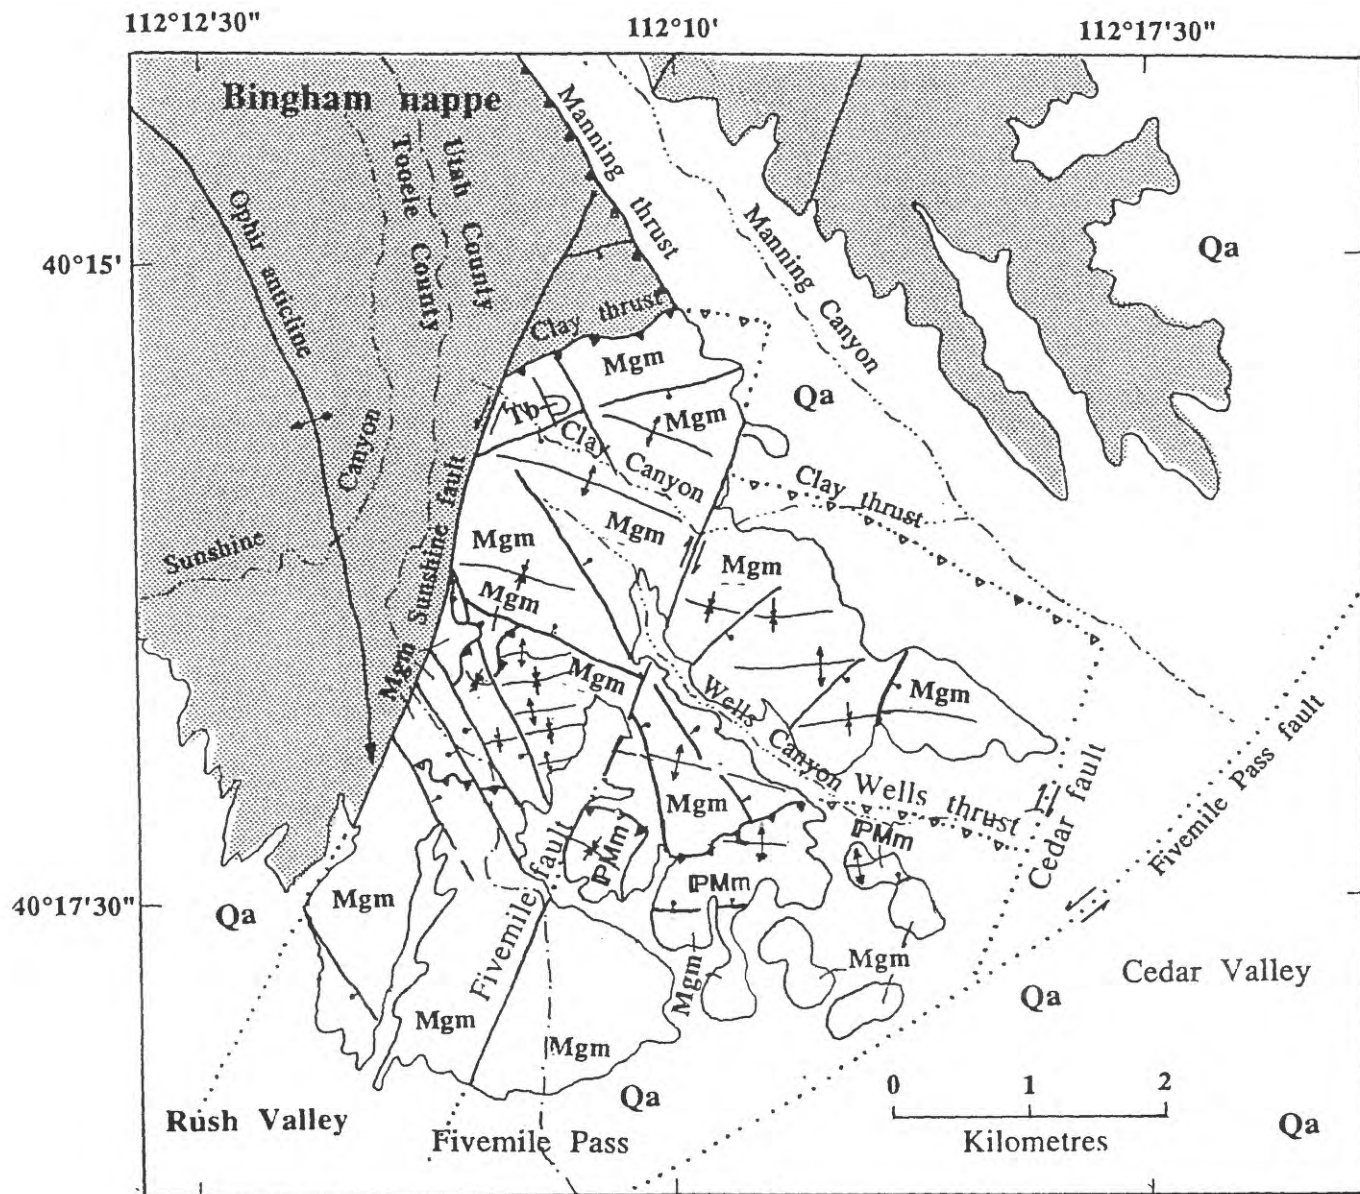 112°12'30"
112°10'
112°17'30"
Bingham nappe
Manning thrust
Utah County
Tooele County
Ophir anticline
Manning Canyon
Qa
40°15'
Clay thrust
Mgm
Qa
Tb
Mgm
Clay Canyon
Canyon
Clay thrust
Sunshine
Sunshine fault
Mgm
Mgm
Mgm
Mgm
Mgm
Mgm
Mgm
Wells Canyon
Wells thrust
Fivemile Pass fault
Cedar fault
Mgm
ℙMm
ℙMm
ℙMm
40°17'30"
Qa
Mgm
Fivemile fault
Mgm
Mgm
Cedar Valley
Qa
Mgm
Mgm
Qa
0 1 2
Kilometres
Rush Valley
Fivemile Pass
Qa